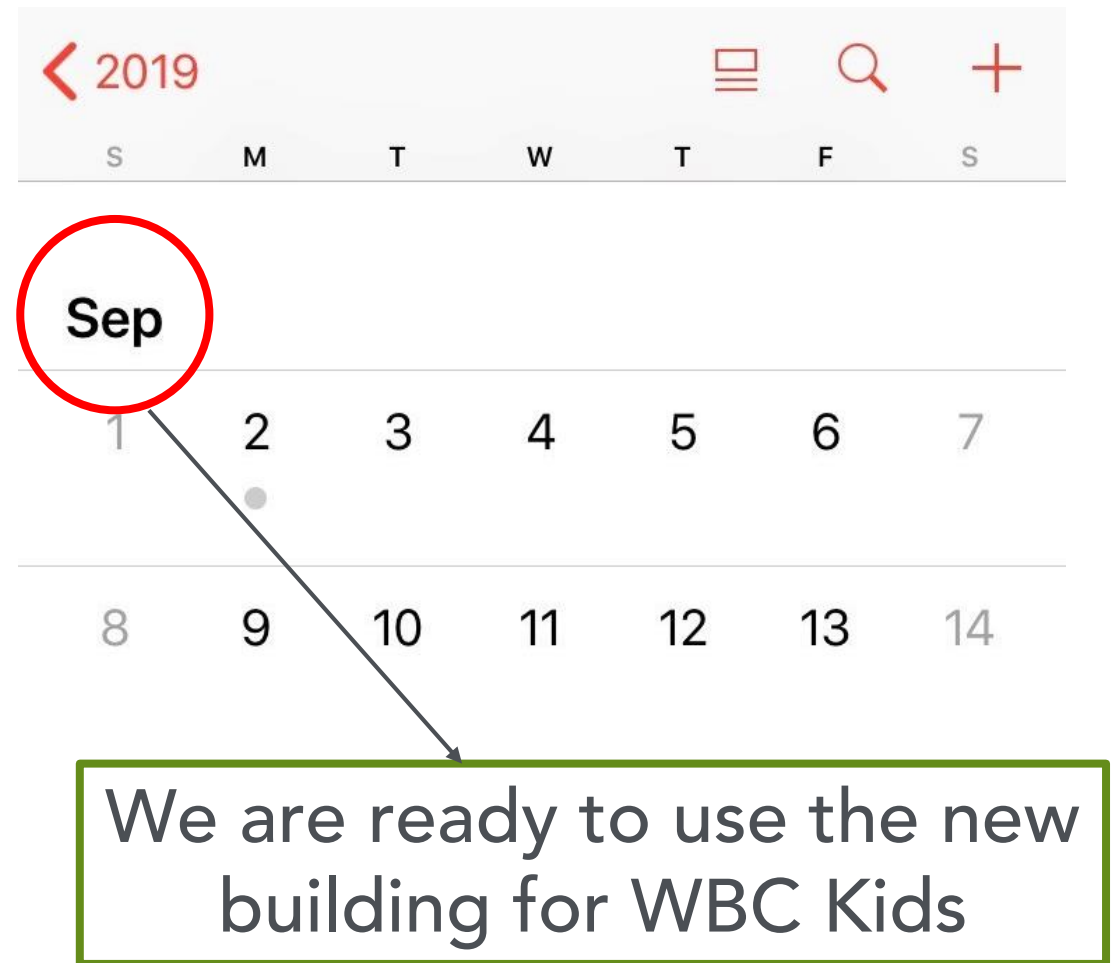 2019
S M T W T F S
Sep
1 2 3 4 5 6 7
8 9 10 11 12 13 14
We are ready to use the new
building for WBC Kids